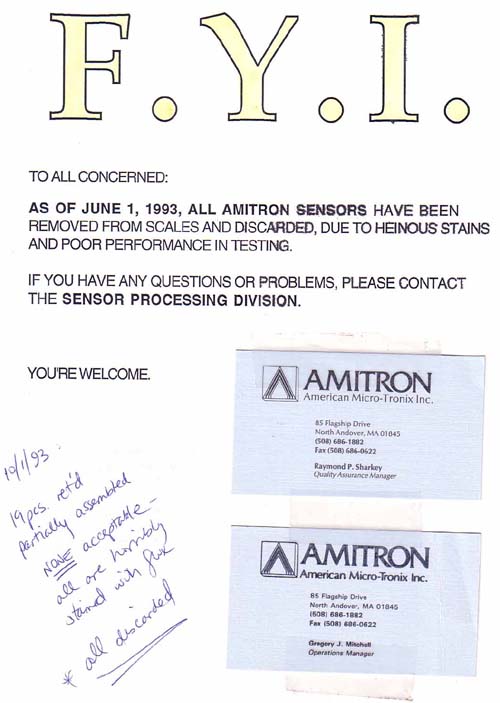 F.Y.I.
TO ALL CONCERNED:
AS OF JUNE 1, 1993, ALL AMITRON SENSORS HAVE BEEN
REMOVED FROM SCALES AND DISCARDED, DUE TO HEINOUS STAINS
AND POOR PERFORMANCE IN TESTING.
IF YOU HAVE ANY QUESTIONS OR PROBLEMS, PLEASE CONTACT
THE SENSOR PROCESSING DIVISION.
YOU'RE WELCOME.
AMITRON
American Micro-Tronix Inc.
85 Flagship Drive
North Andover, MA 01845
(508) 686-1882
Fax (508) 686-0622
Raymond P. Sharkey
Quality Assurance Manager
AMITRON
American Micro-Tronix Inc.
85 Flagship Drive
North Andover, MA 01845
(508) 686-1882
Fax (508) 686-0622
Gregory J. Mitchell
Operations Manager
10/1/93:
19 pcs. ret'd
partially assembled
NONE acceptable -
all are horribly
stained with flux
* all discarded